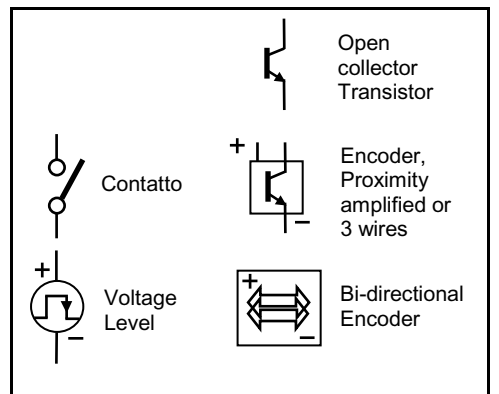 Open
collector
Transistor
Contatto
+
Encoder,
Proximity
amplified or
3 wires
−
+
Voltage
Level
−
+
Bi-directional
Encoder
−